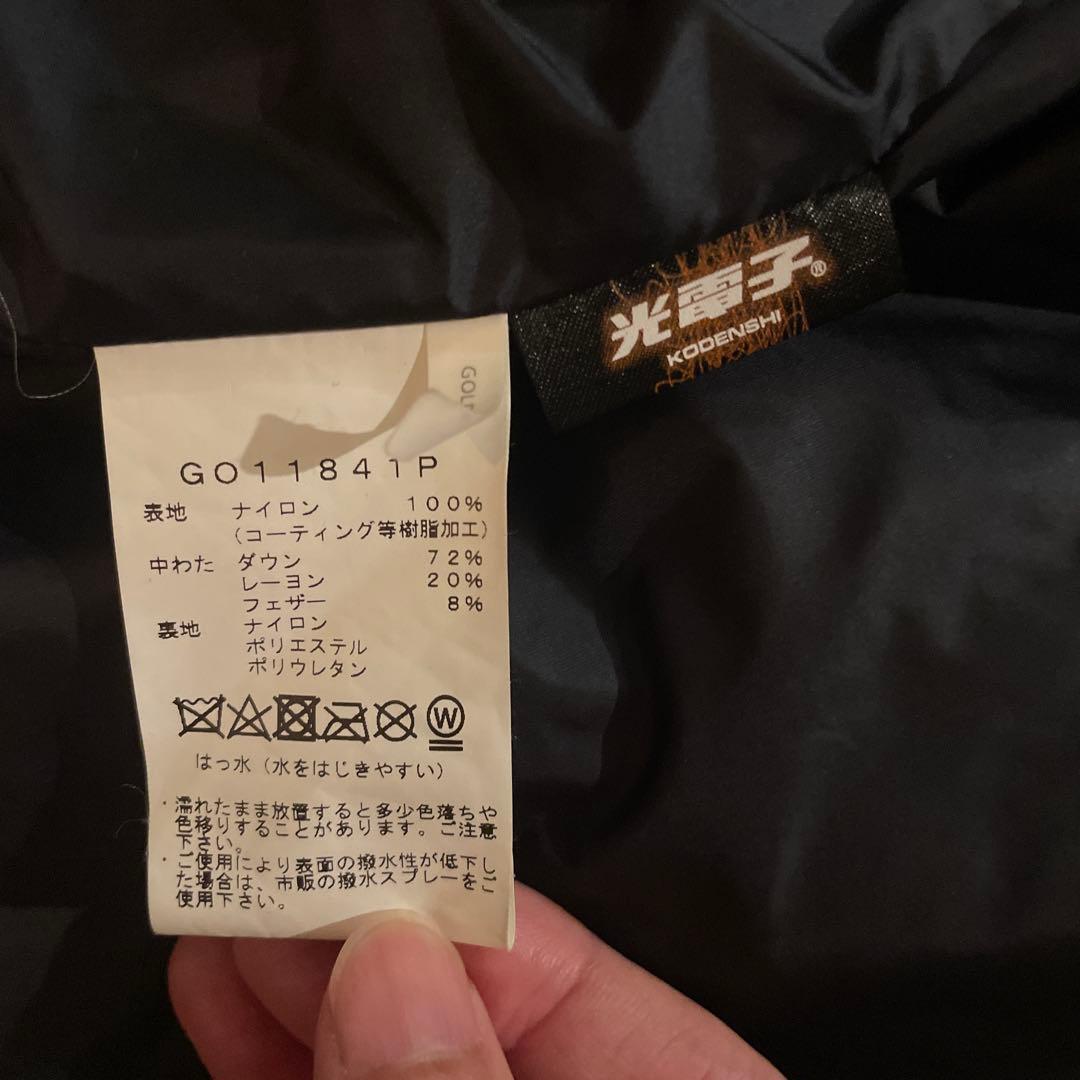 光電子®
KODENSHI
GO11841P
表地 ナイロン 100%
(コーティング等樹脂加工)
中わた ダウン 72%
レーヨン 20%
フェザー 8%
裏地 ナイロン
ポリエステル
ポリウレタン
W
はっ水(水をはじきやすい)
・濡れたまま放置すると多少色落ちや
色移りすることがあります。ご注意
下さい。
・ご使用により表面の撥水性が低下し
た場合は、市販の撥水スプレーをご
使用下さい。